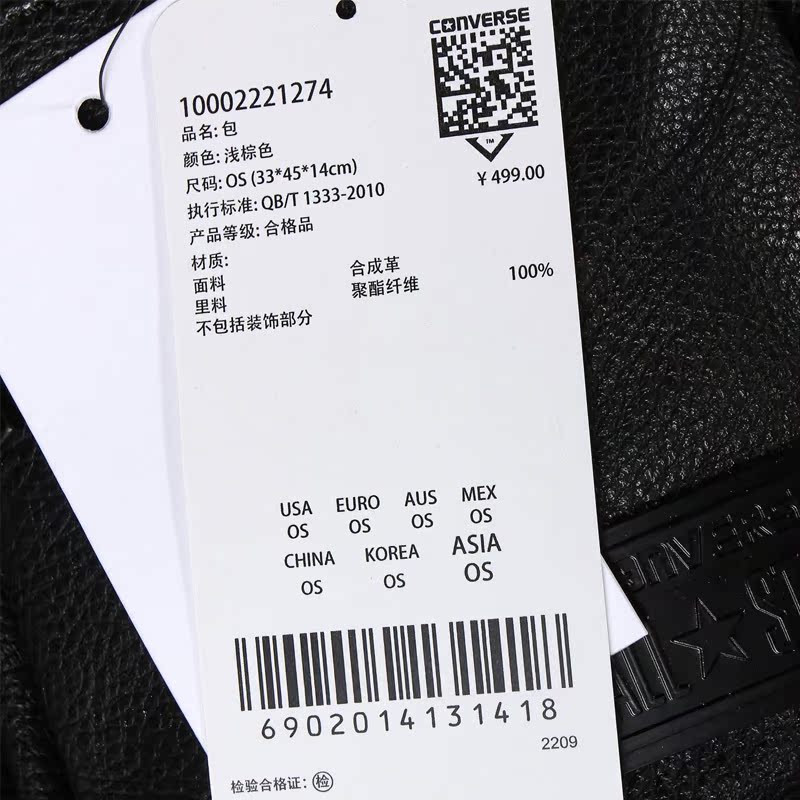 CONVERSE
10002221274
品名: 包
颜色: 浅棕色
尺码: OS (33*45*14cm)
执行标准: QB/T 1333-2010
产品等级: 合格品
TM
¥ 499.00
材质:
面料 合成革 100%
里料 聚酯纤维
不包括装饰部分
USA EURO AUS MEX
OS OS OS OS
CHINA KOREA ASIA
OS OS OS
6902014131418
2209
检验合格证: 检
CONVERSE
ALL ★ S